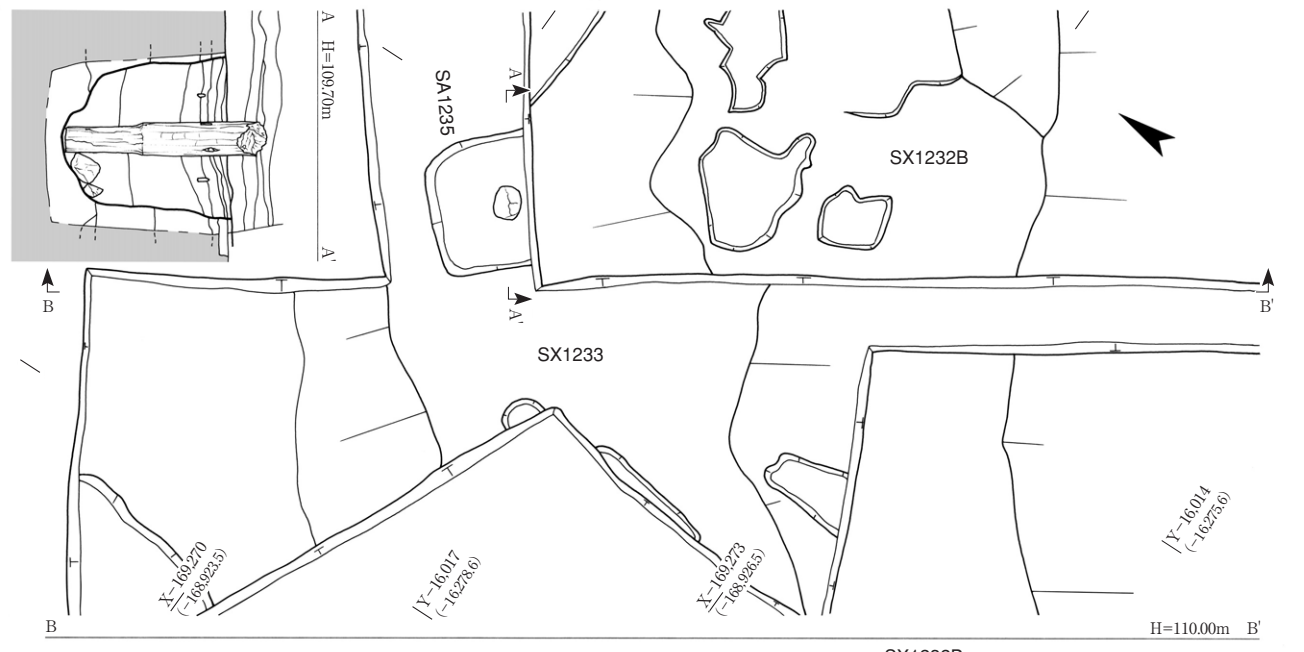 A H=109.70m A'
SA1235
A
SX1232B
B
A'
B'
SX1233
X-169,270
(-168,923.5)
Y-16,017
(-16,278.6)
X-169,273
(-168,926.5)
Y-16,014
(-16,275.6)
B H=110.00m B'